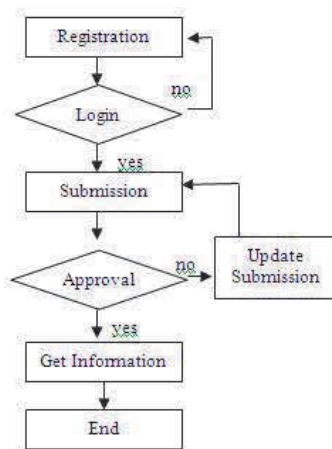 Registration
no
Login
yes
Submission
no
Update
Submission
Approval
yes
Get Information
End